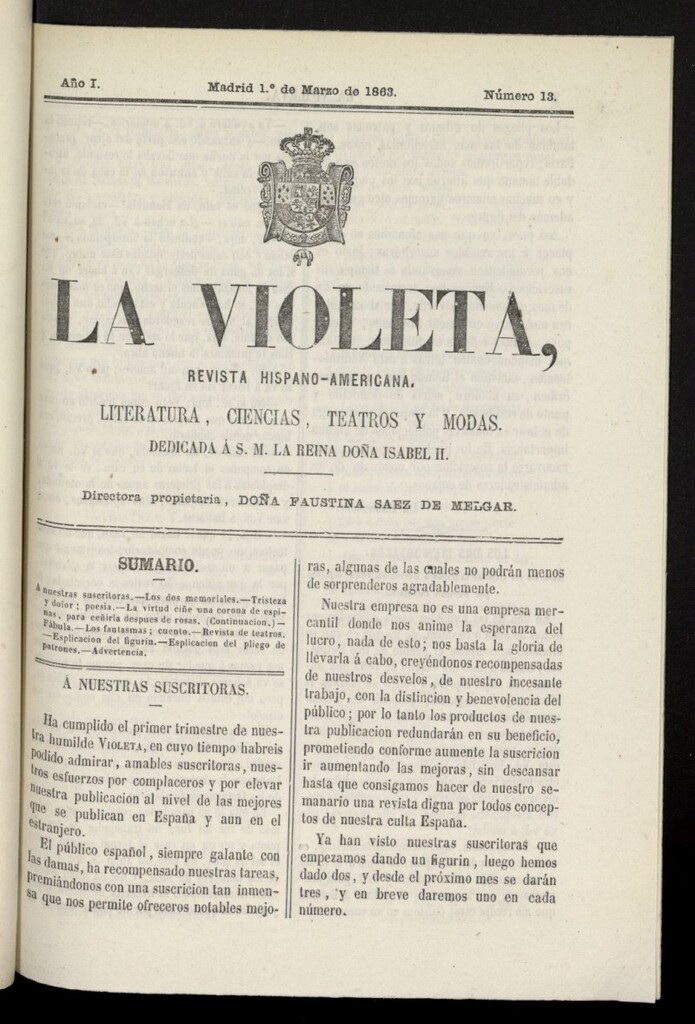 Año I.
Madrid 1.º de Marzo de 1863.
Número 13.
LA VIOLETA,
REVISTA HISPANO-AMERICANA.
LITERATURA, CIENCIAS, TEATROS Y MODAS.
DEDICADA Á S. M. LA REINA DOÑA ISABEL II.
Directora propietaria, DOÑA FAUSTINA SAEZ DE MELGAR.
SUMARIO.
A nuestras suscritoras.—Los dos memoriales.—Tristeza
y dolor; poesia.—La virtud ciñe una corona de espi-
nas, para ceñirla despues de rosas. (Continuacion.)—
Fábula.—Los fantasmas; cuento.—Revista de teatros.
—Esplicacion del figurin.—Esplicacion del pliego de
patrones.—Advertencia.
Á NUESTRAS SUSCRITORAS.
Ha cumplido el primer trimestre de nues-
tra humilde VIOLETA, en cuyo tiempo habreis
podido admirar, amables suscritoras, nues-
tros esfuerzos por complaceros y por elevar
nuestra publicacion al nivel de las mejores
que se publican en España y aun en el
estranjero.
El público español, siempre galante con
las damas, ha recompensado nuestras tareas,
premiándonos con una suscricion tan inmen-
sa que nos permite ofreceros notables mejo-
ras, algunas de las cuales no podrán menos
de sorprenderos agradablemente.
Nuestra empresa no es una empresa mer-
cantil donde nos anime la esperanza del
lucro, nada de esto; nos basta la gloria de
llevarla á cabo, creyéndonos recompensadas
de nuestros desvelos, de nuestro incesante
trabajo, con la distincion y benevolencia del
público; por lo tanto los productos de nues-
tra publicacion redundarán en su beneficio,
prometiendo conforme aumente la suscricion
ir aumentando las mejoras, sin descansar
hasta que consigamos hacer de nuestro se-
manario una revista digna por todos concep-
tos de nuestra culta España.
Ya han visto nuestras suscritoras que
empezamos dando un figurin, luego hemos
dado dos, y desde el próximo mes se darán
tres, y en breve daremos uno en cada
número.